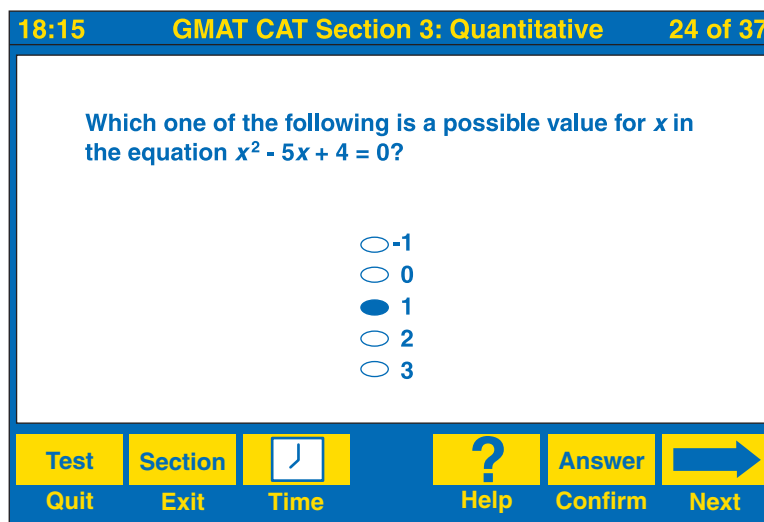 18:15 GMAT CAT Section 3: Quantitative 24 of 37
Which one of the following is a possible value for x in
the equation x² - 5x + 4 = 0?
-1
0
1
2
3
Test Section ? Answer
Quit Exit Time Help Confirm Next